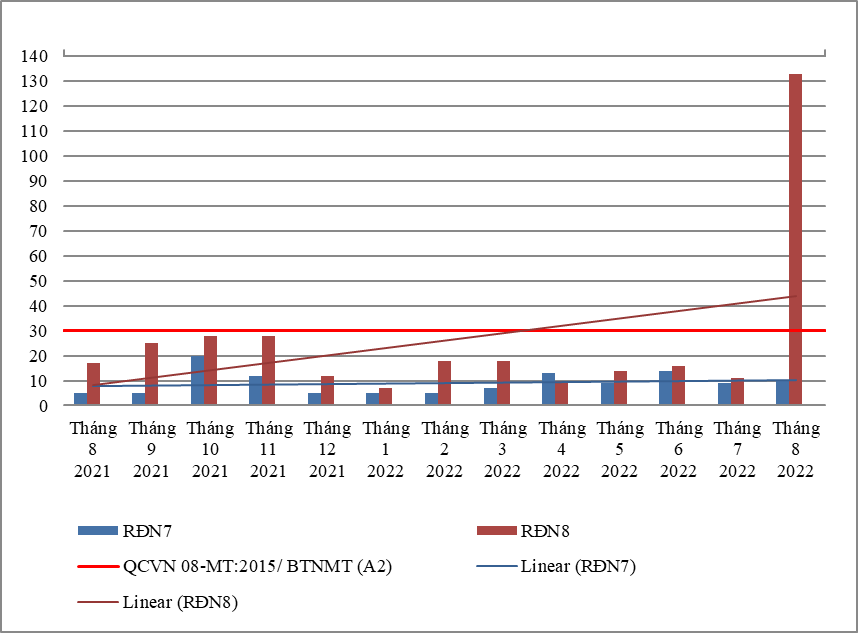 140
130
120
110
100
90
80
70
60
50
40
30
20
10
0
Tháng Tháng Tháng Tháng Tháng Tháng Tháng Tháng Tháng Tháng Tháng Tháng Tháng
8 9 10 11 12 1 2 3 4 5 6 7 8
2021 2021 2021 2021 2021 2022 2022 2022 2022 2022 2022 2022 2022
RĐN7 RĐN8
QCVN 08-MT:2015/ BTNMT (A2) Linear (RĐN7)
Linear (RĐN8)